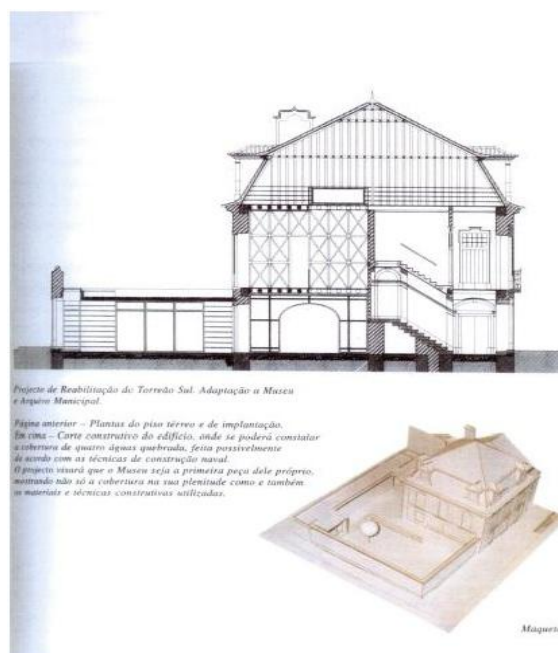 Projecto de Reabilitação do Torreão Sul. Adaptação a Museu
e Arquivo Municipal.
Página anterior – Plantas do piso térreo e de implantação.
Em cima – Corte construtivo do edifício, onde se poderá constatar
a cobertura de quatro águas quebrada, feita possivelmente
de acordo com as técnicas de construção naval.
O projecto visará que o Museu seja a primeira peça dele próprio,
mostrando não só a cobertura na sua plenitude como e também
os materiais e técnicas construtivas utilizadas.
Maquet